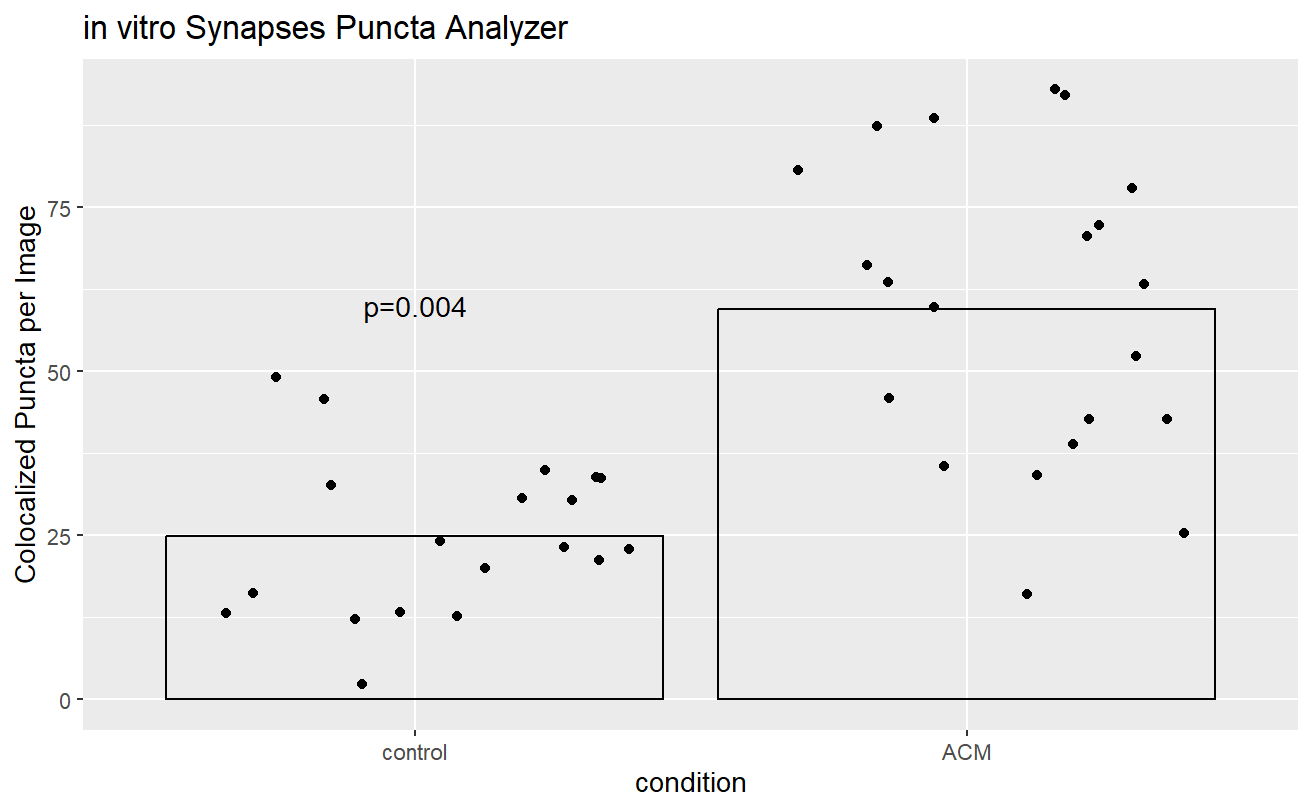 in vitro Synapses Puncta Analyzer
Colocalized Puncta per Image
75
50
25
0
p=0.004
control
ACM
condition